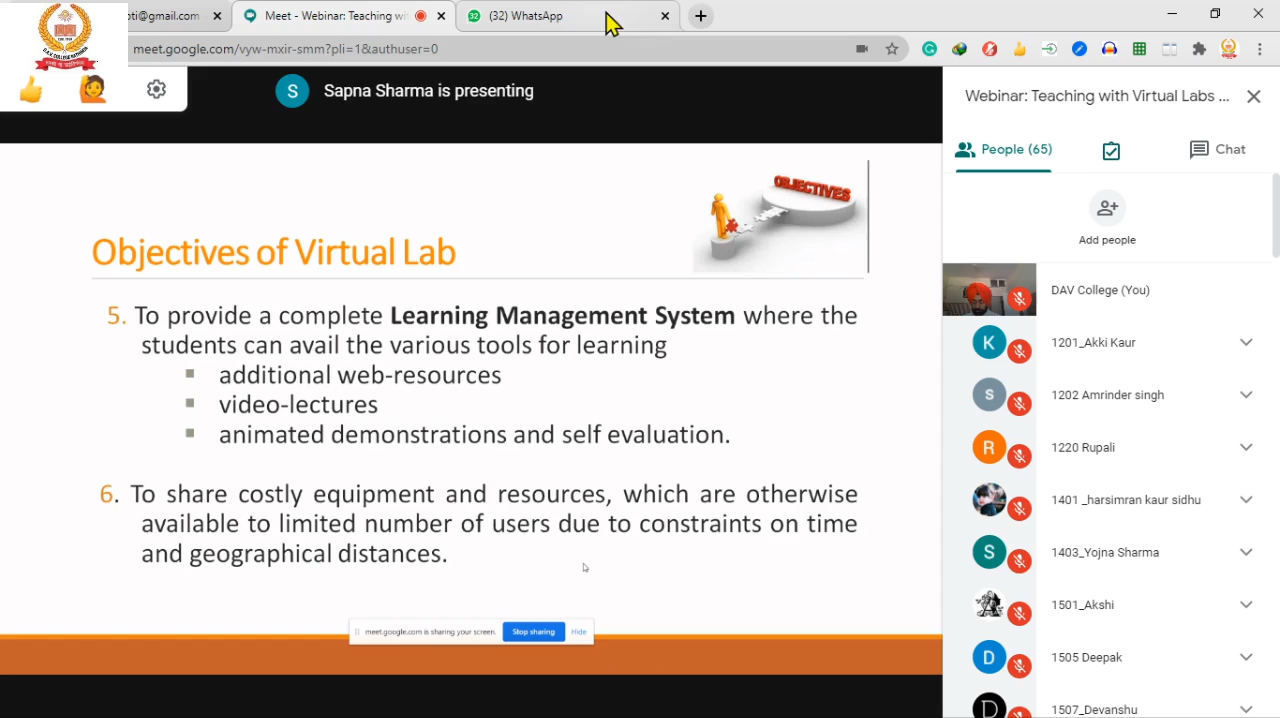 oti@gmail.com
Meet - Webinar: Teaching wit
32
(32) WhatsApp
meet.google.com/vyw-mxir-smm?pli=1&authuser=0
S
Sapna Sharma is presenting
Webinar: Teaching with Virtual Labs ...
People (65)
Chat
Add people
OBJECTIVES
Objectives of Virtual Lab
5. To provide a complete Learning Management System where the
students can avail the various tools for learning
additional web-resources
video-lectures
animated demonstrations and self evaluation.
6. To share costly equipment and resources, which are otherwise
available to limited number of users due to constraints on time
and geographical distances.
meet.google.com is sharing your screen.
Stop sharing
Hide
DAV College (You)
K
1201_Akki Kaur
s
1202 Amrinder singh
R
1220 Rupali
1401 _harsimran kaur sidhu
S
1403_Yojna Sharma
1501_Akshi
D
1505 Deepak
D
1507_Devanshu